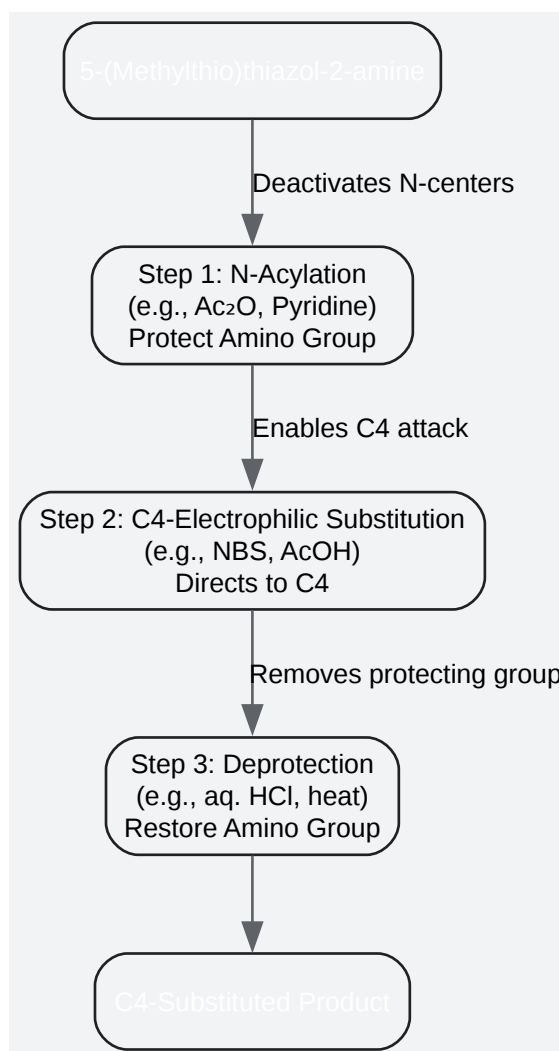 5-(Methylthio)thiazol-2-amine
Deactivates N-centers
Step 1: N-Acylation
(e.g., Ac₂O, Pyridine)
Protect Amino Group
Enables C4 attack
Step 2: C4-Electrophilic Substitution
(e.g., NBS, AcOH)
Directs to C4
Removes protecting group
Step 3: Deprotection
(e.g., aq. HCl, heat)
Restore Amino Group
C4-Substituted Product